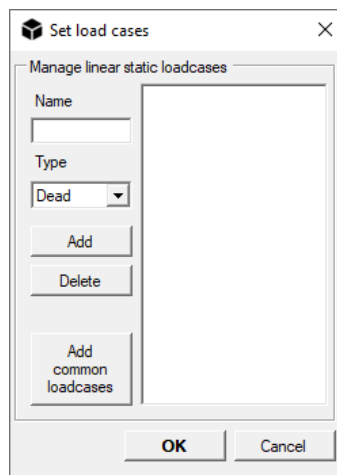 Set load cases
Manage linear static loadcases
Name
Type
Dead
Add
Delete
Add
common
loadcases
OK
Cancel